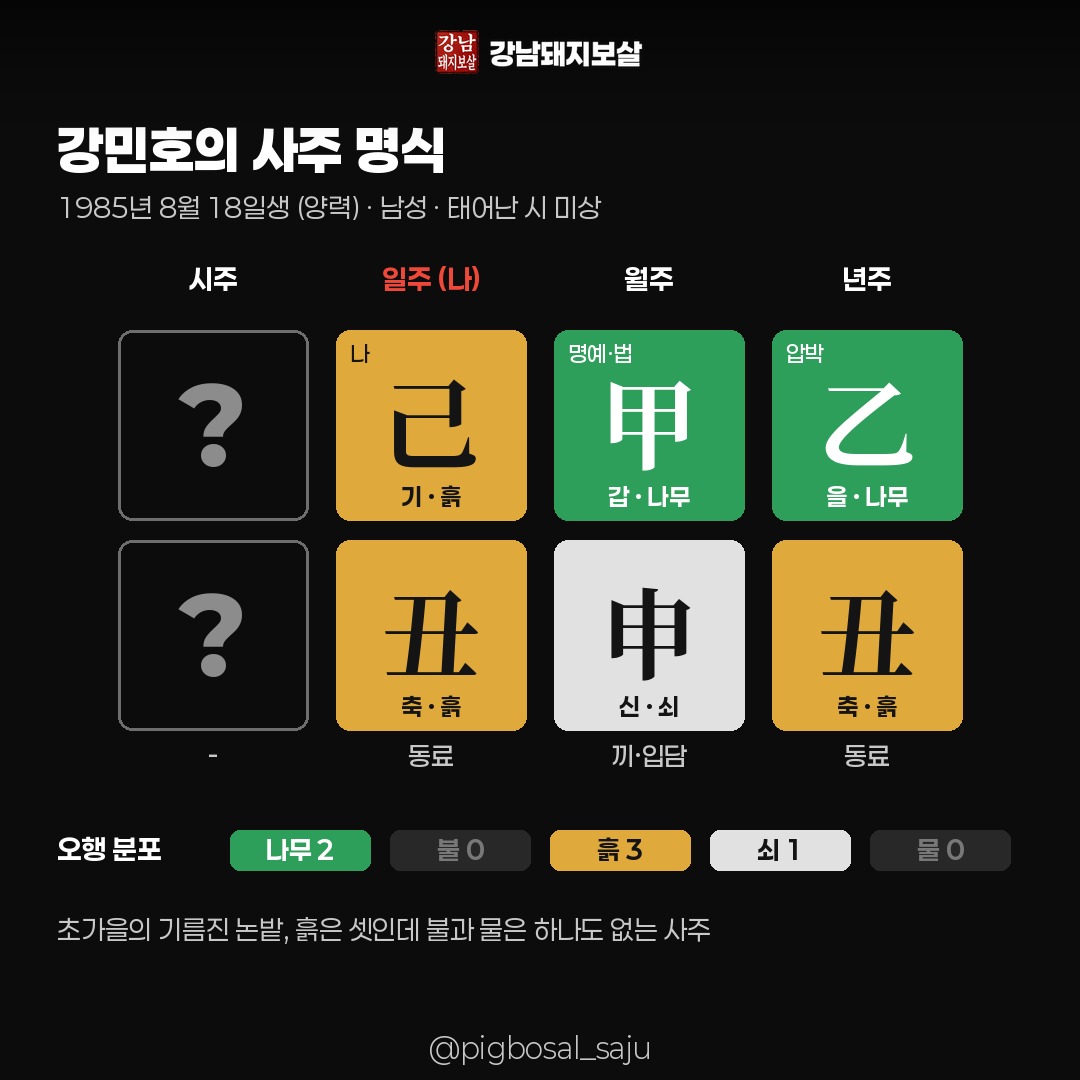 강남
돼지보살
강남돼지보살
강민호의 사주 명식
1985년 8월 18일생 (양력) · 남성 · 태어난 시 미상
시주 일주 (나) 월주 년주
나 명예·법 압박
? 己 甲 乙
기 · 흙 갑 · 나무 을 · 나무
? 丑 申 丑
축 · 흙 신 · 쇠 축 · 흙
- 동료 끼·입담 동료
오행 분포 나무 2 불 0 흙 3 쇠 1 물 0
초가을의 기름진 논밭, 흙은 셋인데 불과 물은 하나도 없는 사주
@pigbosal_saju